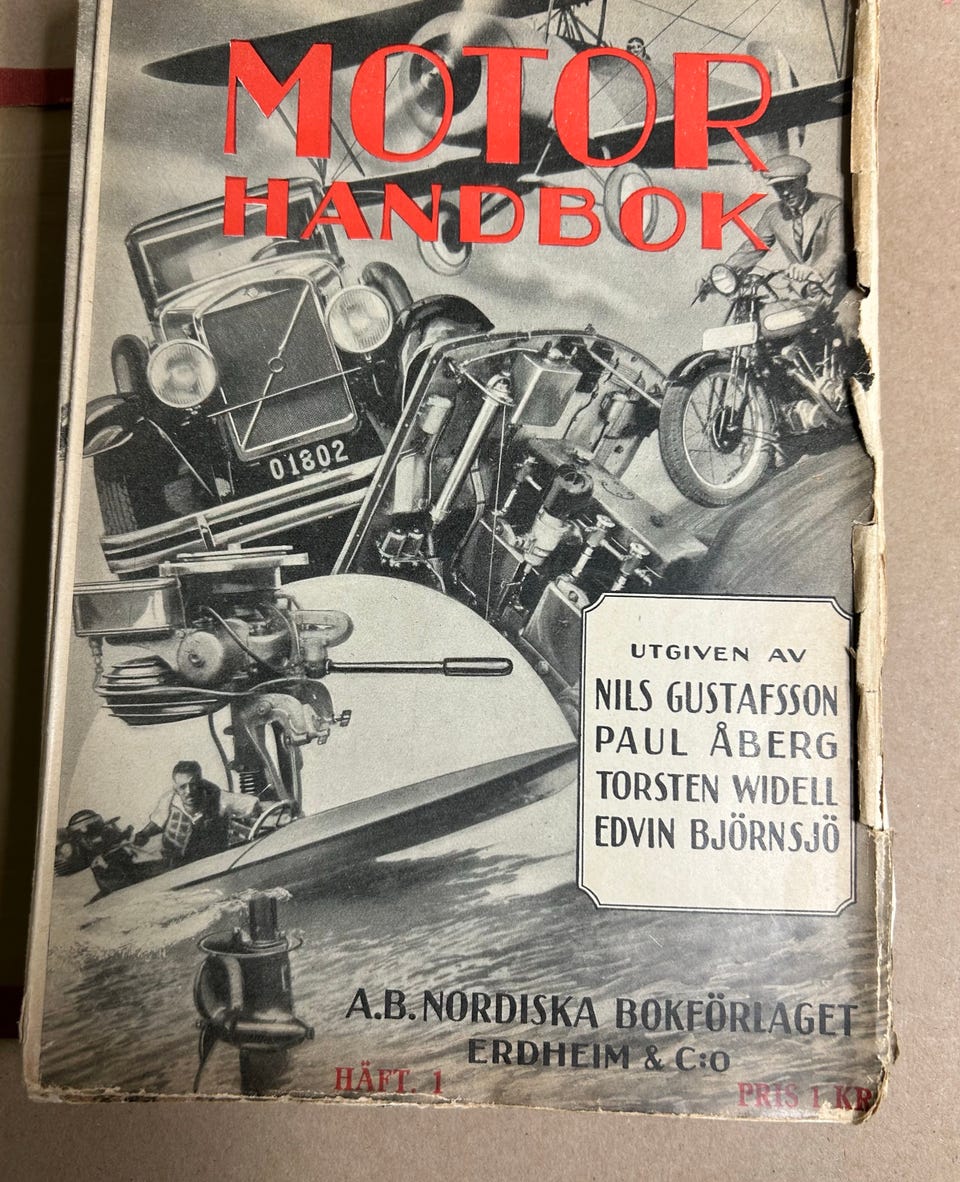 MOTOR
HANDBOK
01802
UTGIVEN AV
NILS GUSTAFSSON
PAUL ÅBERG
TORSTEN WIDELL
EDVIN BJÖRNSJÖ
A.B. NORDISKA BOKFÖRLAGET
ERDHEIM & C:O
HÄFT. 1
PRIS 1 KR